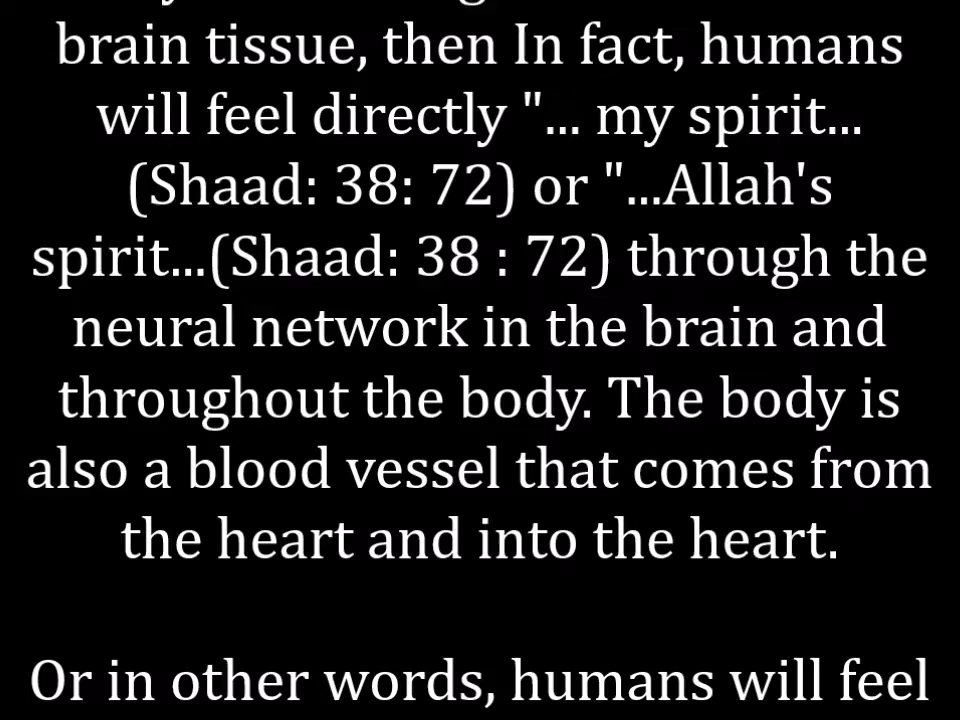 brain tissue, then In fact, humans
will feel directly "... my spirit...
(Shaad: 38: 72) or "...Allah's
spirit...(Shaad: 38 : 72) through the
neural network in the brain and
throughout the body. The body is
also a blood vessel that comes from
the heart and into the heart.
Or in other words, humans will feel